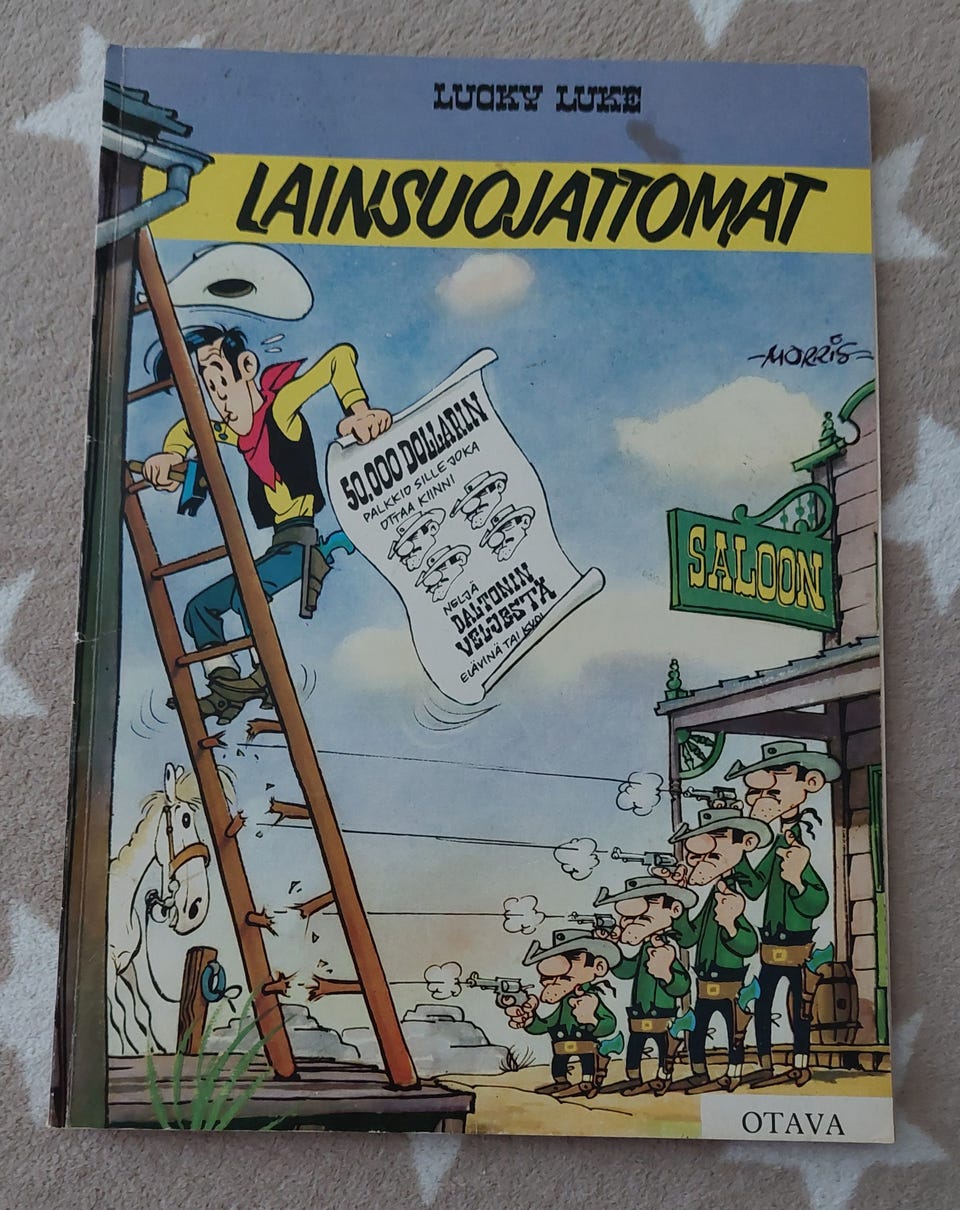 LUCKY LUKE
LAINSUOJATTOMAT
-MORRIS-
50.000 DOLLARIN
PALKKIO SILLE JOKA
OTTAA KIINNI
NELJÄ
DALTONIN
VELJESTÄ
ELÄVINÄ TAI
SALOON
OTAVA